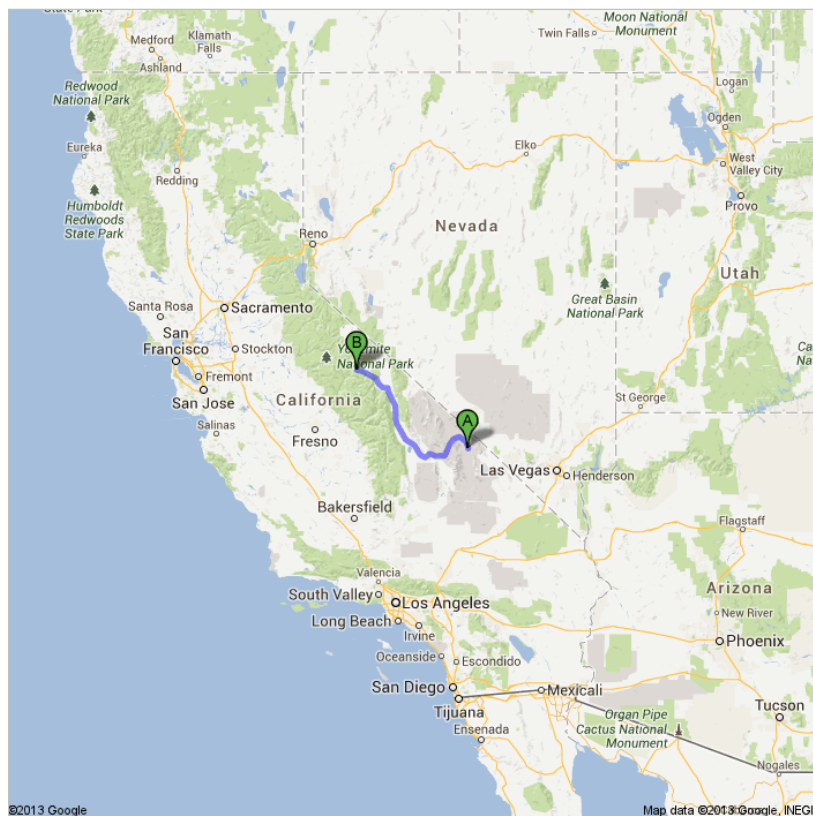 State Park
Moon National
Monument
Medford
Klamath
Falls
Twin Falls
Ashland
Redwood
National Park
Logan
Ogden
Eureka
Elko
West
Valley City
Redding
Humboldt
Redwoods
State Park
Provo
Nevada
Reno
Utah
Great Basin
National Park
Santa Rosa
Sacramento
San
Francisco
Stockton
B
National Park
Fremont
San Jose
California
St George
A
Salinas
Fresno
Las Vegas
Henderson
Bakersfield
Flagstaff
Valencia
South Valley
Arizona
Los Angeles
New River
Long Beach
Irvine
Phoenix
Oceanside
Escondido
San Diego
Mexicali
Tijuana
Tucson
Organ Pipe
Cactus National
Monument
Ensenada
Nogales
©2013 Google
Map data ©2013 Google, INEGI